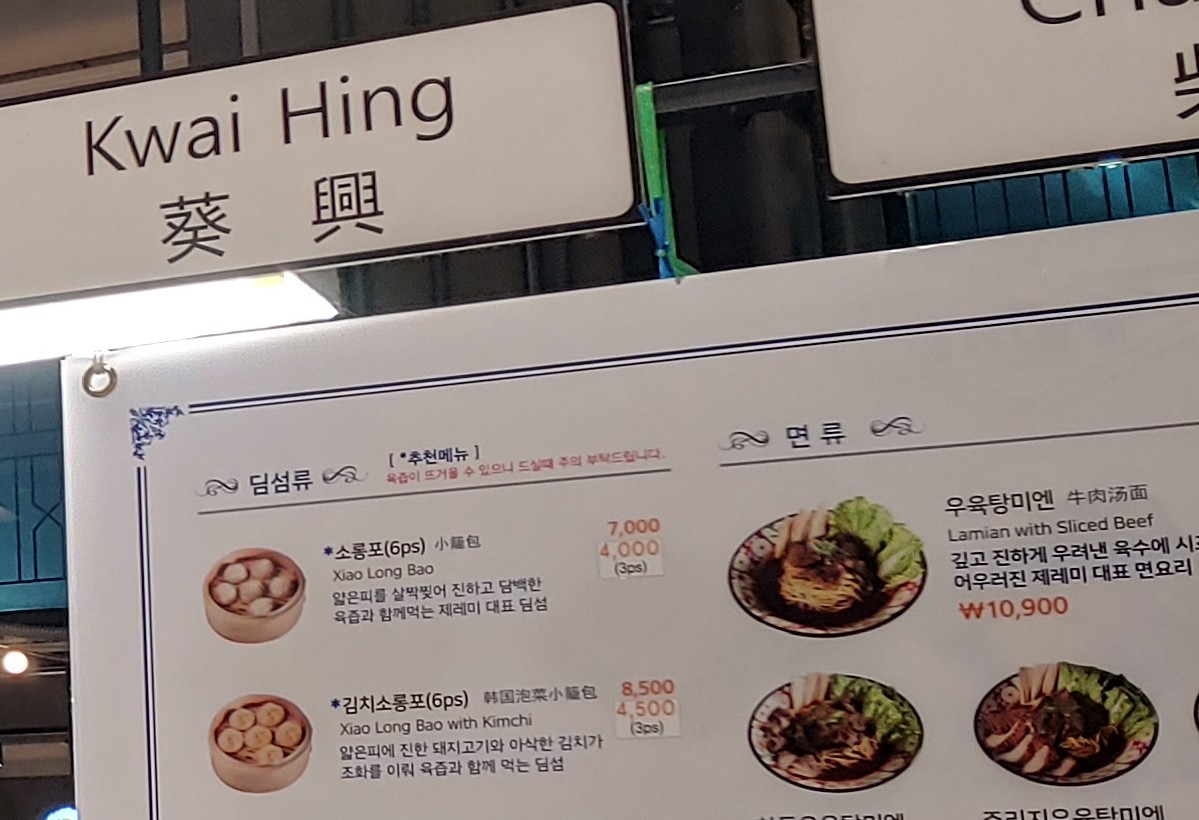 Kwai Hing
葵 興
딤섬류
[ *추천메뉴 ]
육즙이 뜨거울 수 있으니 드실때 주의 부탁드립니다.
*소롱포(6ps) 小籠包
Xiao Long Bao
얇은피를 살짝찢어 진하고 담백한
육즙과 함께먹는 제레미 대표 딤섬
7,000
4,000
(3ps)
*김치소롱포(6ps) 韩国泡菜小籠包
Xiao Long Bao with Kimchi
얇은피에 진한 돼지고기와 아삭한 김치가
조화를 이뤄 육즙과 함께 먹는 딤섬
8,500
4,500
(3ps)
면 류
우육탕미엔 牛肉汤面
Lamian with Sliced Beef
깊고 진하게 우려낸 육수에
어우러진 제레미 대표 면요리
₩10,900